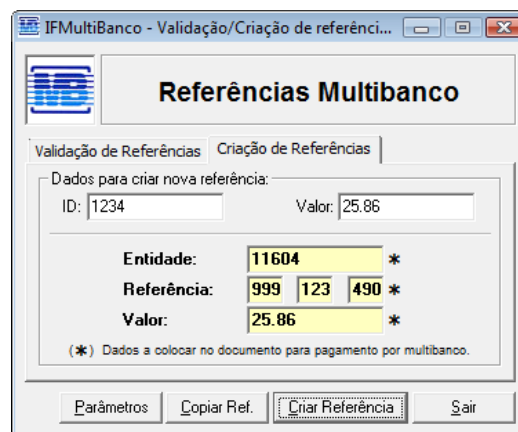 IFMultiBanco - Validação/Criação de referênci...
Referências Multibanco
Validação de Referências Criação de Referências
Dados para criar nova referência:
ID: 1234 Valor: 25.86
Entidade: 11604 *
Referência: 999 123 490 *
Valor: 25.86 *
(*) Dados a colocar no documento para pagamento por multibanco.
Parâmetros Copiar Ref. Criar Referência Sair